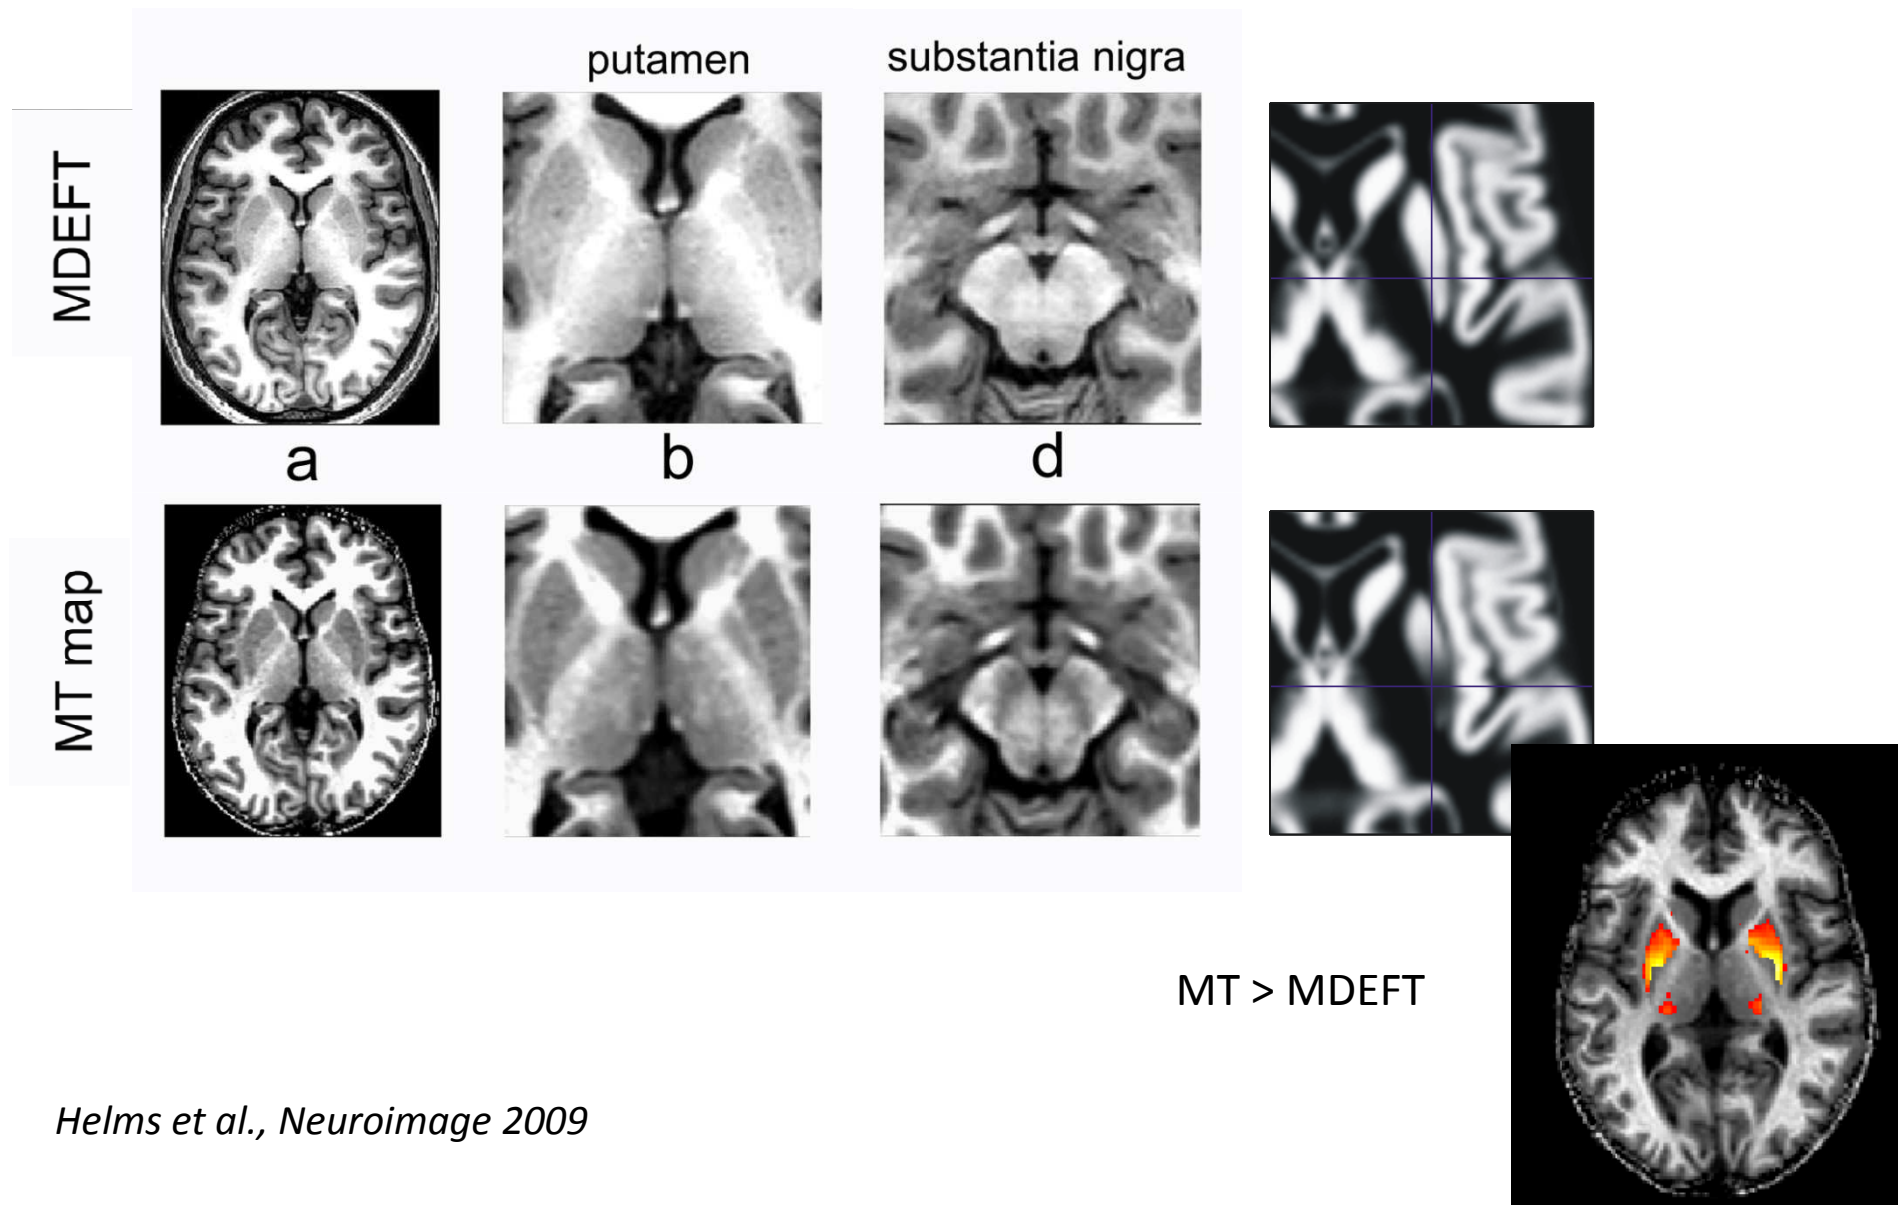 putamen
substantia nigra
MDEFT
a
b
d
MT map
MT > MDEFT
Helms et al., Neuroimage 2009